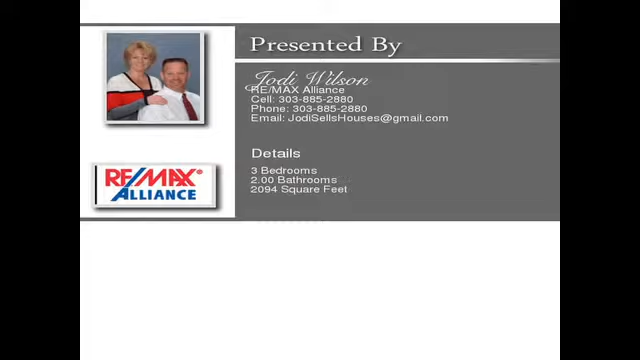 Presented By
Jodi Wilson
RE/MAX Alliance
Cell: 303-885-2880
Phone: 303-885-2880
Email: JodiSellsHouses@gmail.com
Details
3 Bedrooms
2.00 Bathrooms
2094 Square Feet
RE/MAX®
ALLIANCE